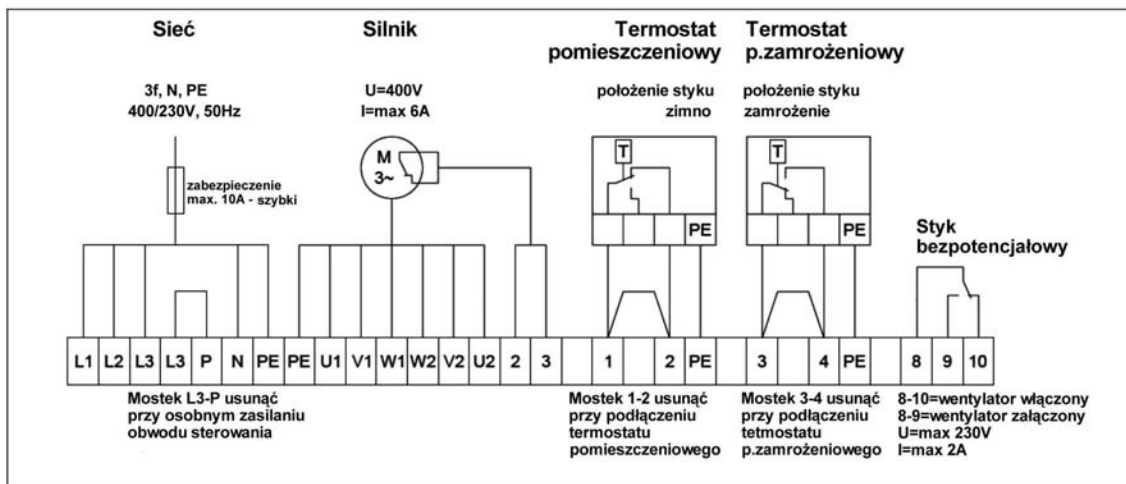 Sieć
Silnik
Termostat
pomieszczeniowy
Termostat
p.zamrożeniowy
3f, N, PE
400/230V, 50Hz
U=400V
I=max 6A
położenie styku
zimno
położenie styku
zamrożenie
zabezpieczenie
max. 10A - szybki
M
3~
T
PE
T
PE
Styk
bezpotencjałowy
L1 L2 L3 L3 P N PE PE U1 V1 W1 W2 V2 U2 2 3 1 2 PE 3 4 PE 8 9 10
Mostek L3-P usunąć
przy osobnym zasilaniu
obwodu sterowania
Mostek 1-2 usunąć
przy podłączeniu
termostatu
pomieszczeniowego
Mostek 3-4 usunąć
przy podłączeniu
tetmostatu
p.zamrożeniowego
8-10=wentylator włączony
8-9=wentylator załączony
U=max 230V
I=max 2A